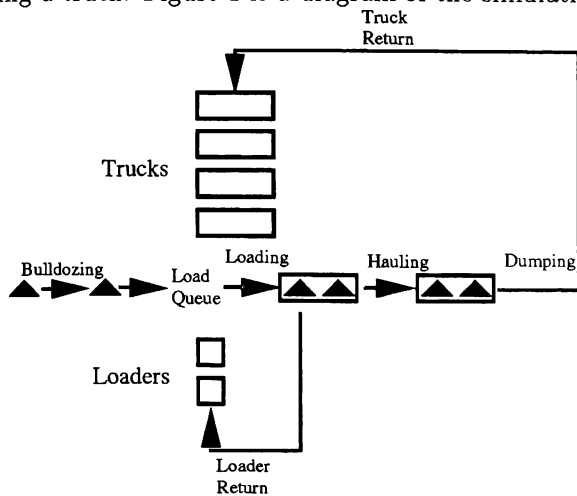 Truck
Return
Trucks
Bulldozing
Load
Queue
Loading
Hauling
Dumping
Loaders
Loader
Return